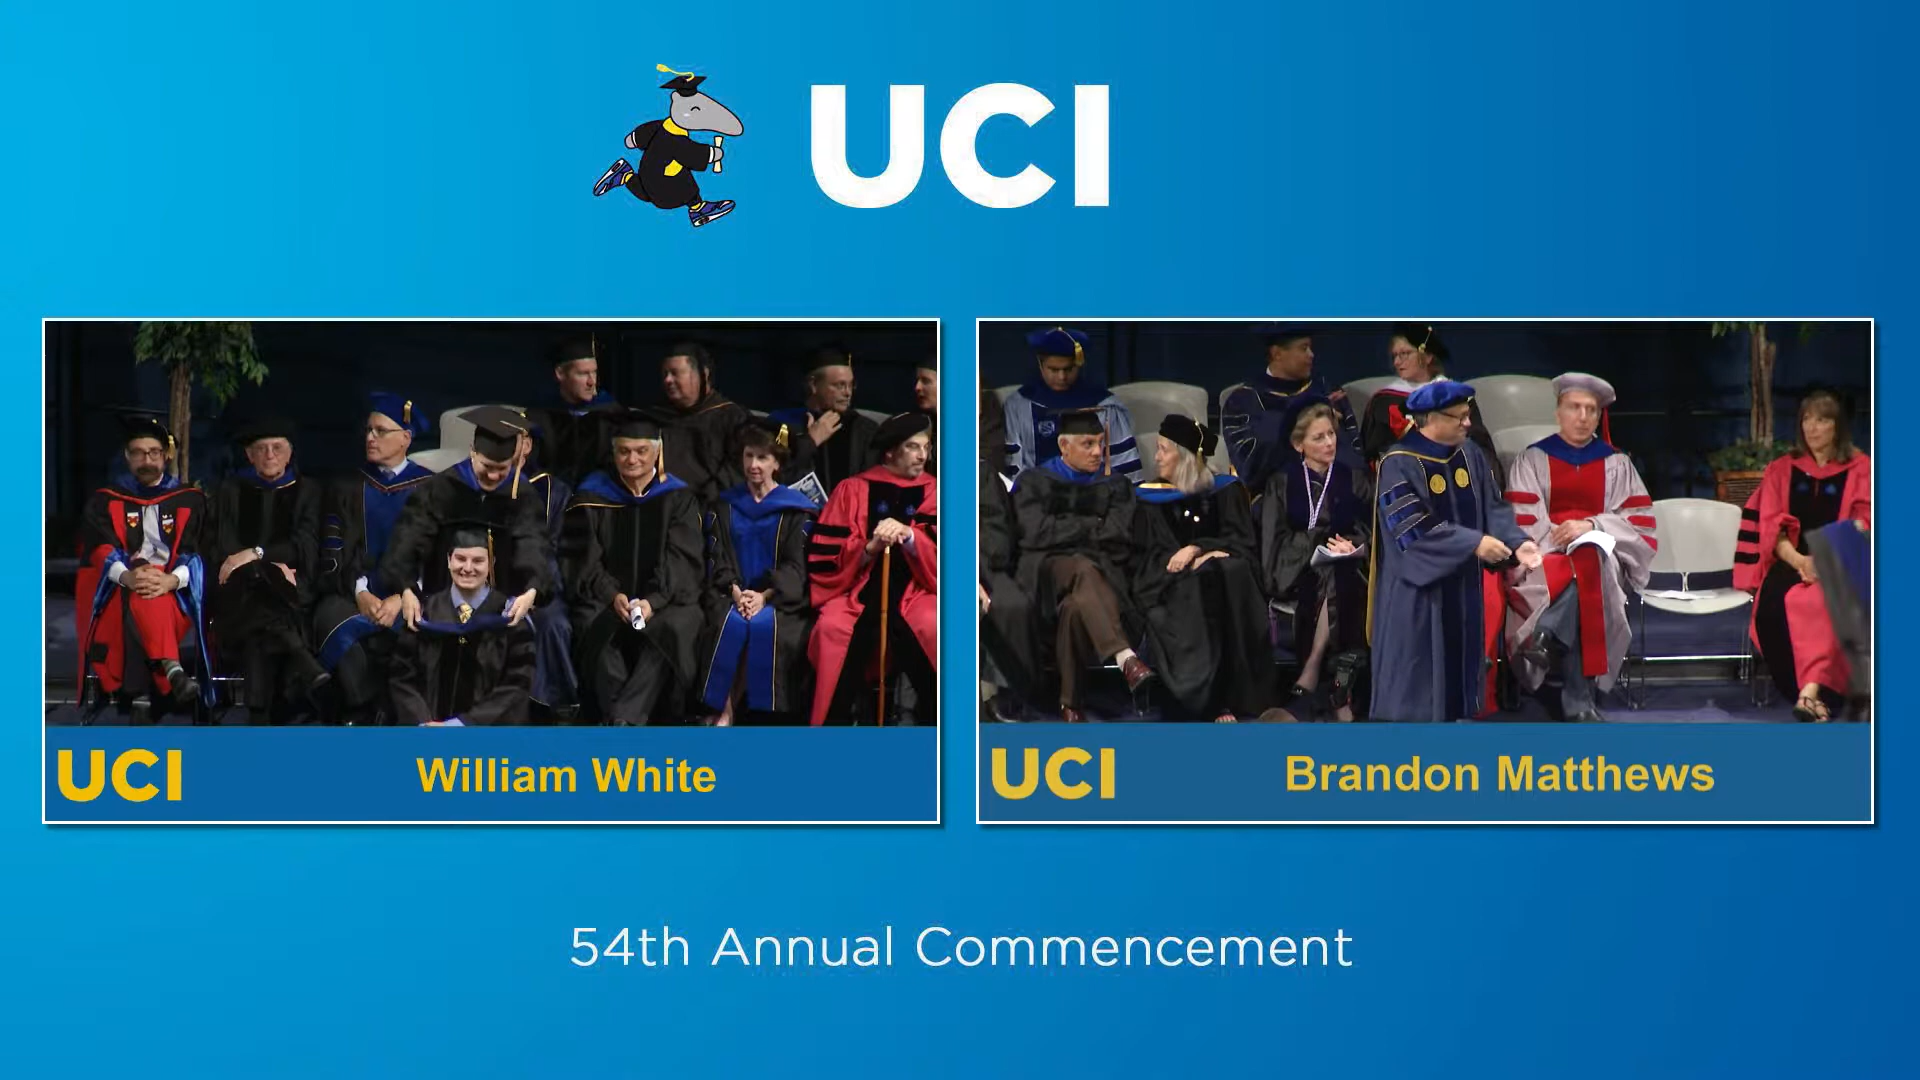 UCI
UCI
William White
UCI
Brandon Matthews
54th Annual Commencement